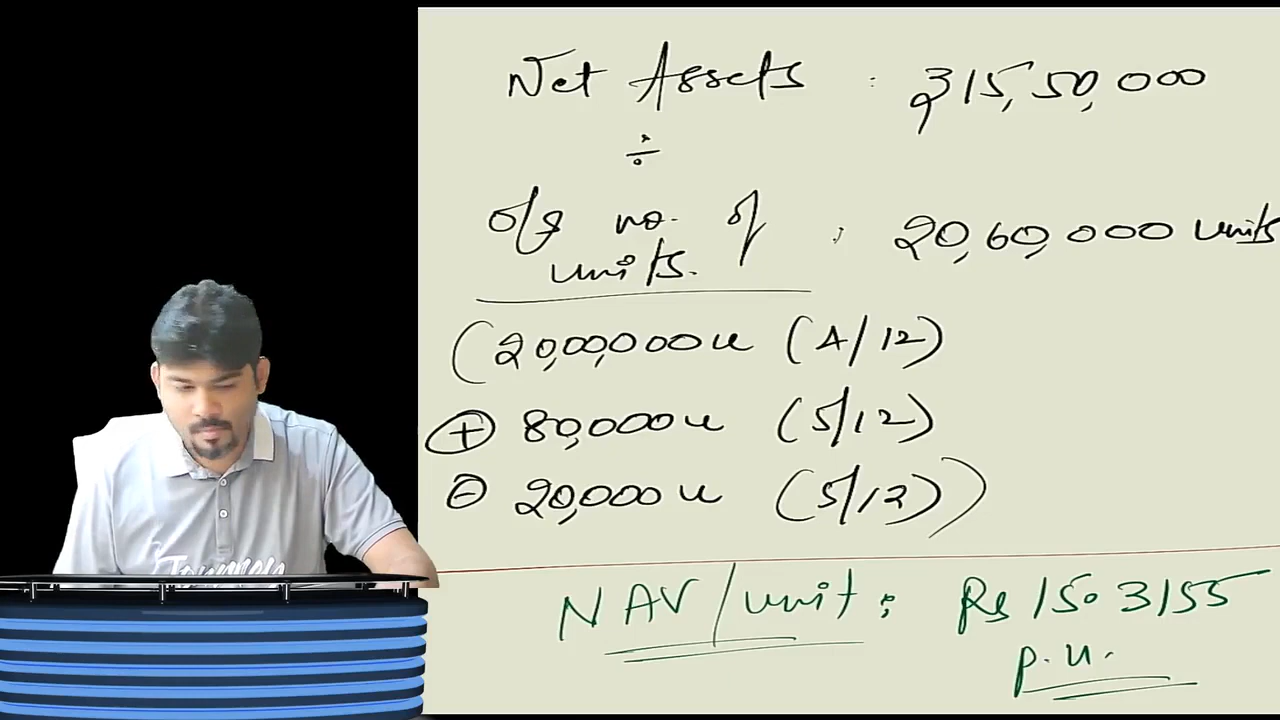 Net Assets : ₹315,50,000
÷
o/s no. of units. : 20,60,000 units
(20,00,000 u (4/12)
+ 80,000 u (5/12)
- 20,000 u (5/12))
NAV/unit : Rs 15.3155
p.u.